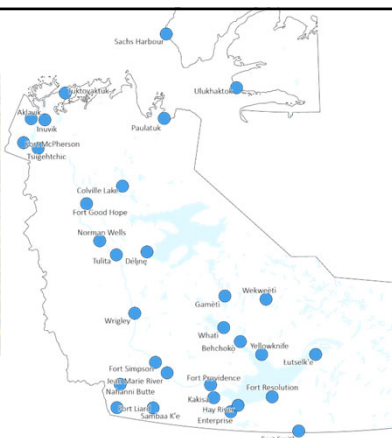 Sachs Harbour
Ulukhaktok
Tuktoyaktuk
Paulatuk
Aklavik
Inuvik
Fort McPherson
Tsiigehtchic
Colville Lake
Fort Good Hope
Norman Wells
Tulita
Délįnę
Wekweètì
Gamètì
Wrigley
Whatì
Behchokǫ̀
Yellowknife
Łutselk'e
Fort Simpson
Jean Marie River
Fort Providence
Nahanni Butte
Kakisa
Fort Resolution
Fort Liard
Sambaa K'e
Hay River
Enterprise